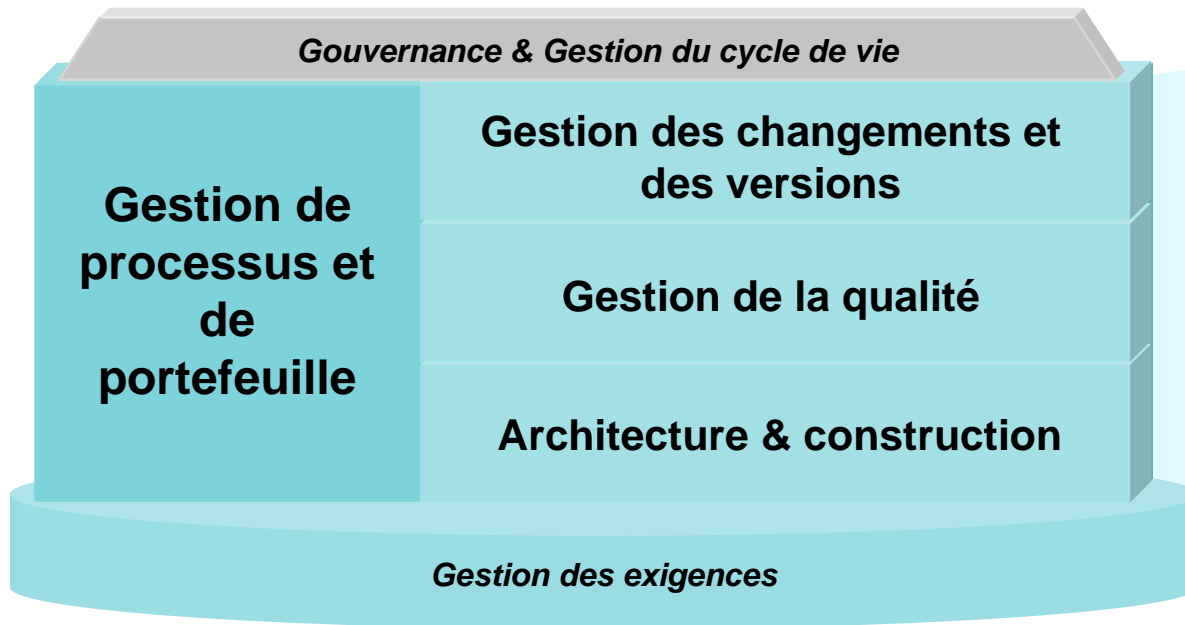 Gouvernance & Gestion du cycle de vie
Gestion de
processus et
de
portefeuille
Gestion des changements et
des versions
Gestion de la qualité
Architecture & construction
Gestion des exigences